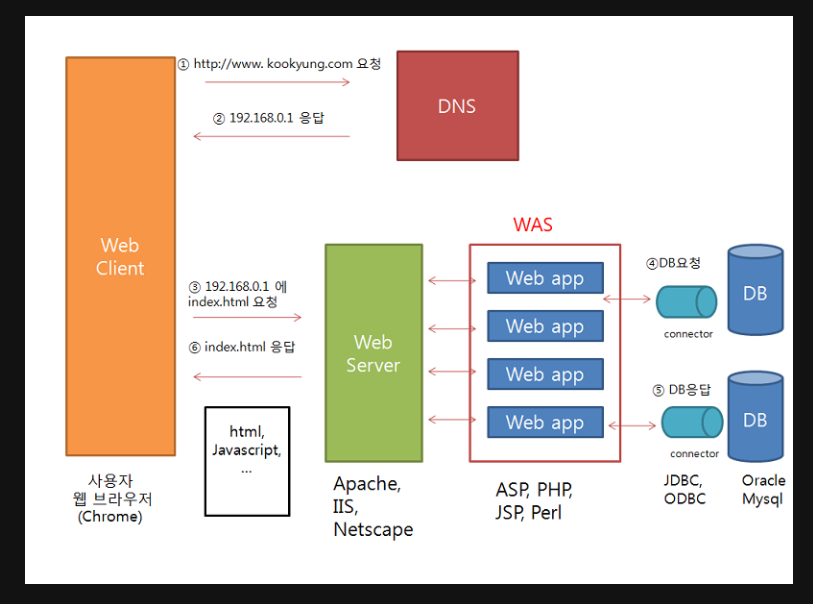 ① http://www. kookyung.com 요청
DNS
② 192.168.0.1 응답
Web
Client
WAS
③ 192.168.0.1 에
index.html 요청
⑥ index.html 응답
Web
Server
Web app
Web app
Web app
Web app
④DB요청
connector
DB
⑤ DB응답
connector
DB
html,
Javascript,
...
사용자
웹 브라우저
(Chrome)
Apache,
IIS,
Netscape
ASP, PHP,
JSP, Perl
JDBC,
ODBC
Oracle
Mysql